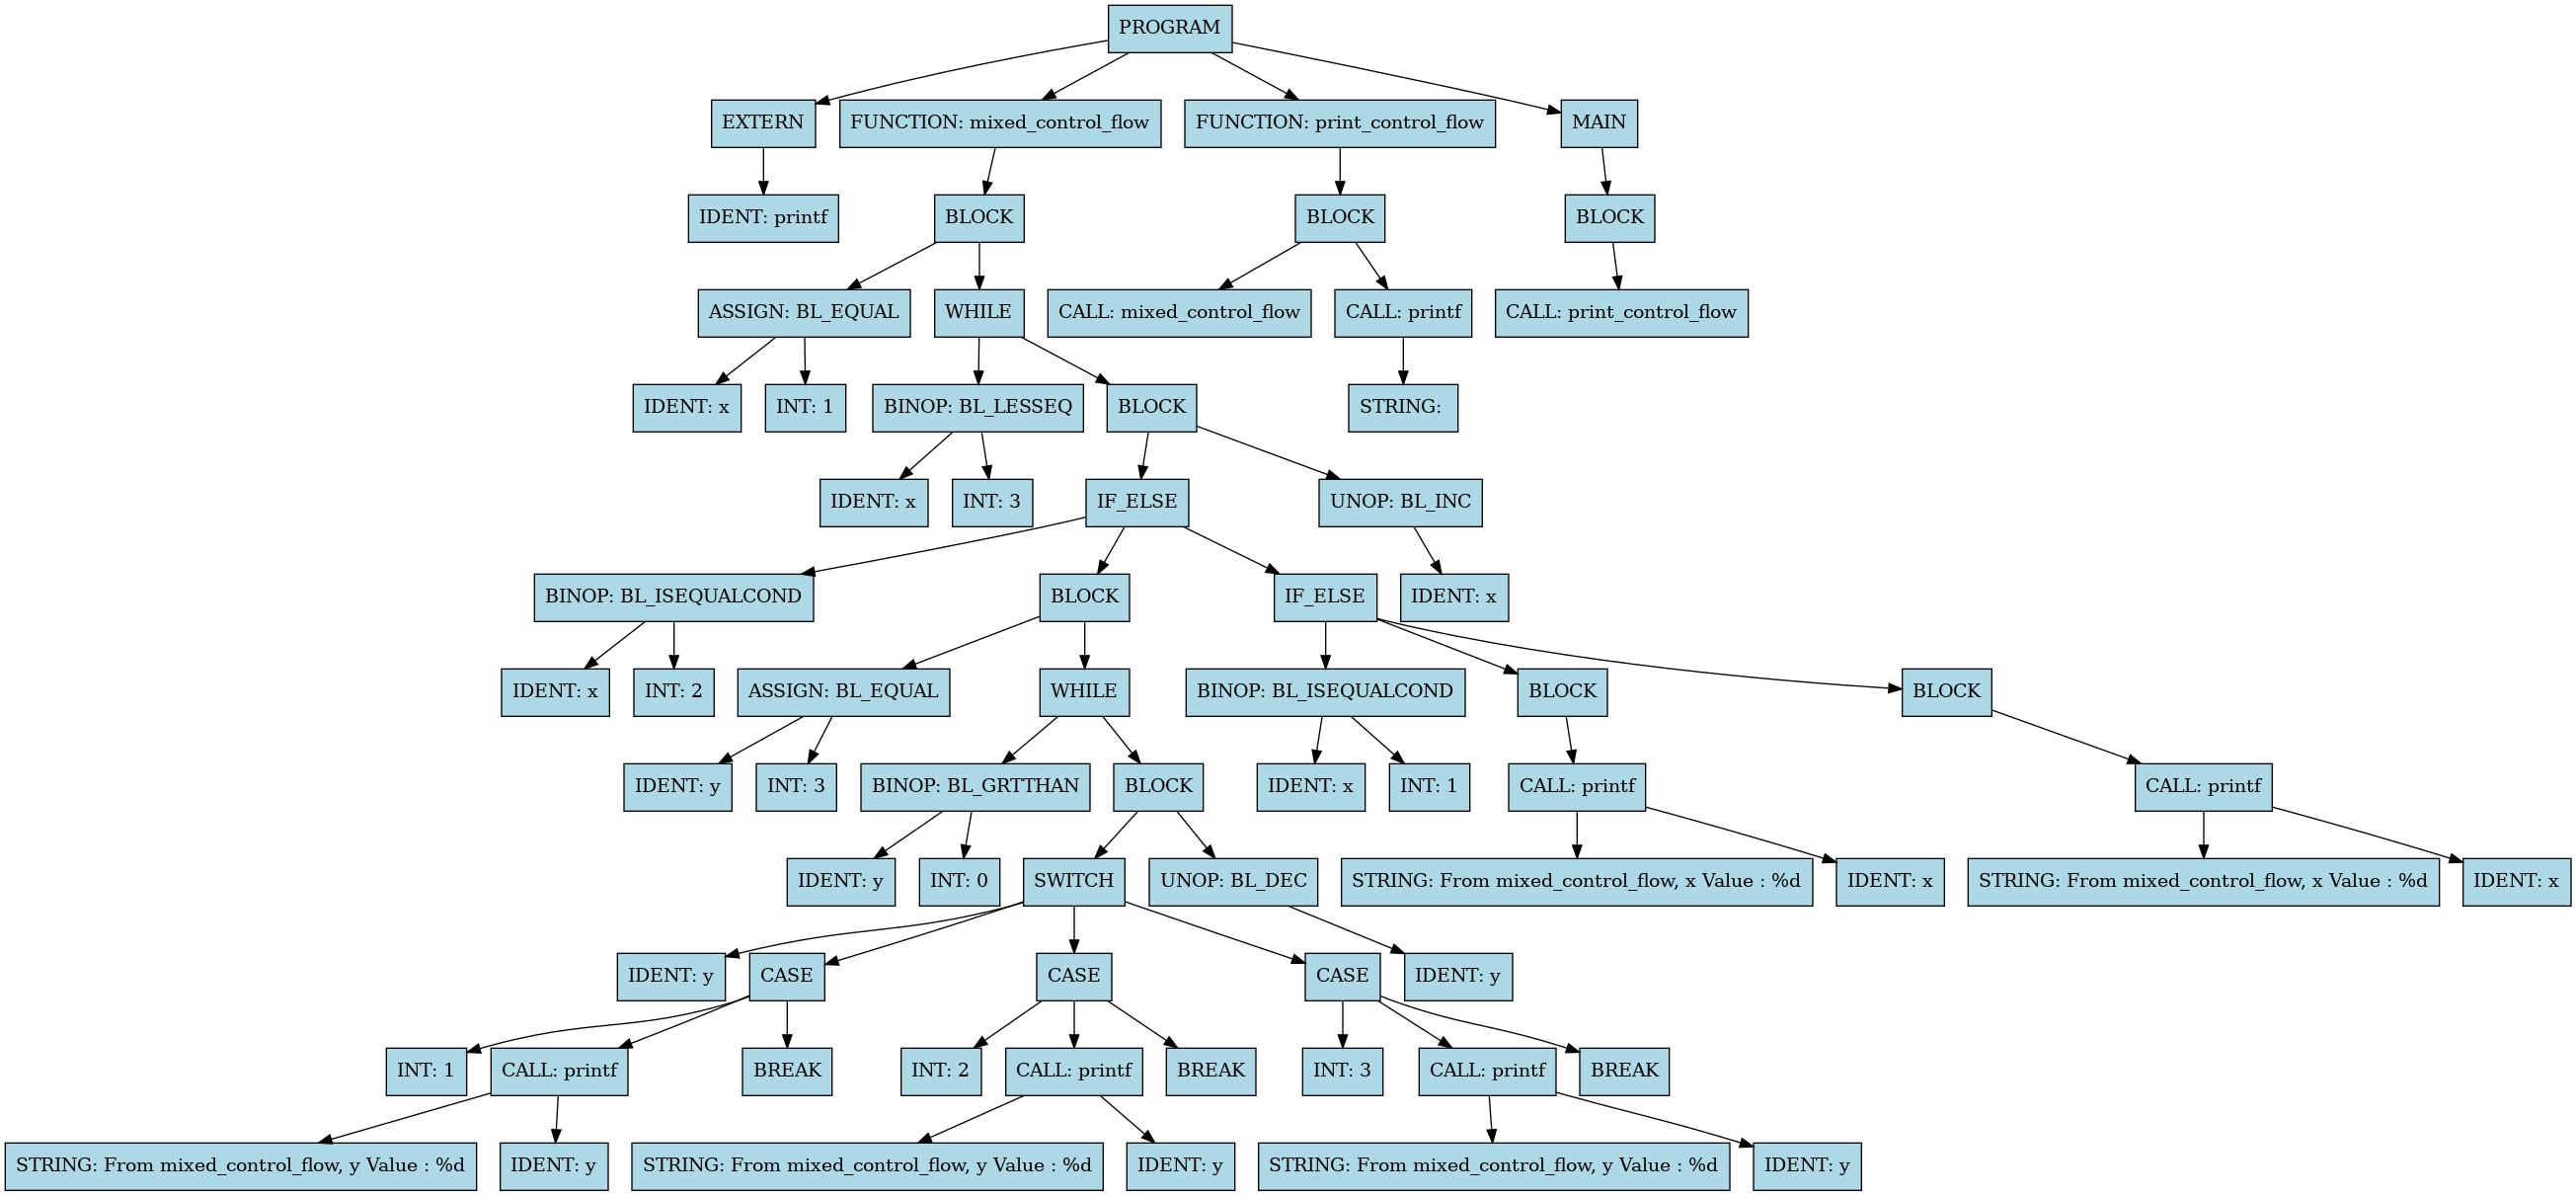 PROGRAM
EXTERN
FUNCTION: mixed_control_flow
FUNCTION: print_control_flow
MAIN
IDENT: printf
BLOCK
BLOCK
BLOCK
ASSIGN: BL_EQUAL
WHILE
CALL: mixed_control_flow
CALL: printf
CALL: print_control_flow
IDENT: x
INT: 1
BINOP: BL_LESSEQ
BLOCK
STRING:
IDENT: x
INT: 3
IF_ELSE
UNOP: BL_INC
BINOP: BL_ISEQUALCOND
BLOCK
IF_ELSE
IDENT: x
IDENT: x
INT: 2
ASSIGN: BL_EQUAL
WHILE
BINOP: BL_ISEQUALCOND
BLOCK
BLOCK
IDENT: y
INT: 3
BINOP: BL_GRTTHAN
BLOCK
IDENT: x
INT: 1
CALL: printf
CALL: printf
IDENT: y
INT: 0
SWITCH
UNOP: BL_DEC
STRING: From mixed_control_flow, x Value : %d
IDENT: x
STRING: From mixed_control_flow, x Value : %d
IDENT: x
IDENT: y
CASE
CASE
CASE
IDENT: y
INT: 1
CALL: printf
BREAK
INT: 2
CALL: printf
BREAK
INT: 3
CALL: printf
BREAK
STRING: From mixed_control_flow, y Value : %d
IDENT: y
STRING: From mixed_control_flow, y Value : %d
IDENT: y
STRING: From mixed_control_flow, y Value : %d
IDENT: y